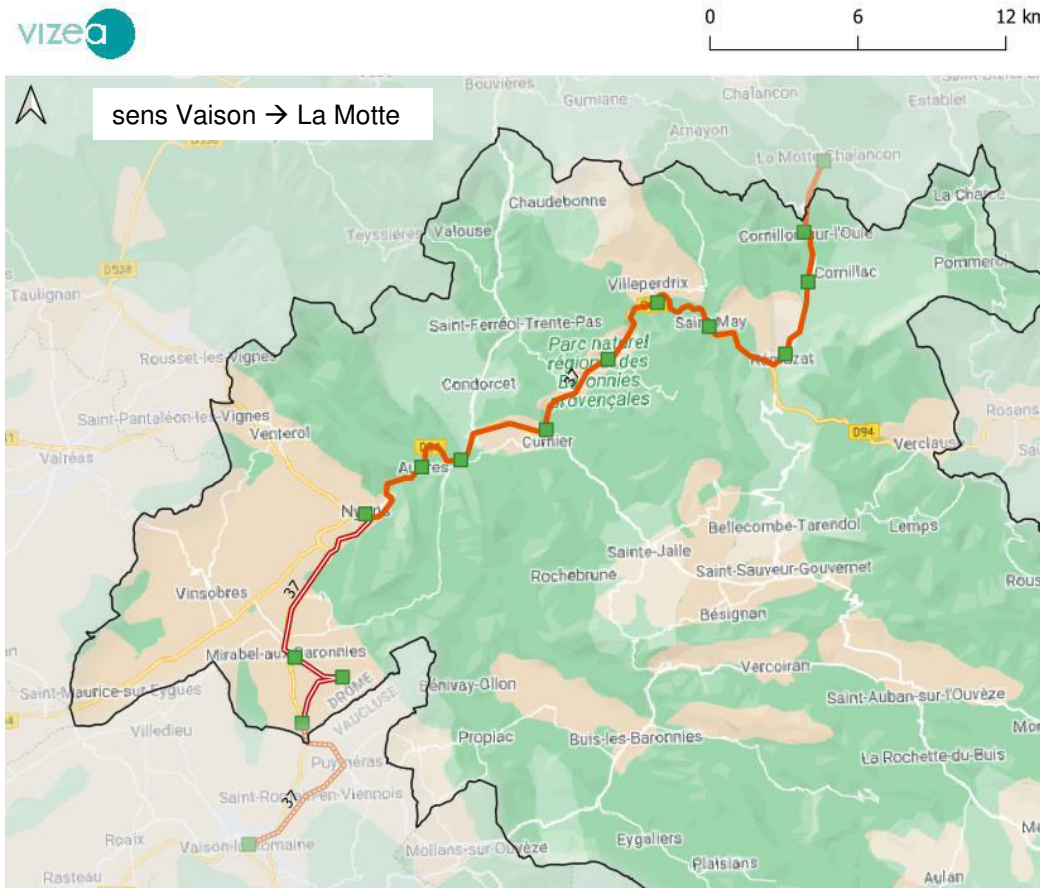 vizea
0 6 12 km
sens Vaison → La Motte
Bouvières
Gumiane
Chalancon
Establet
Arnayon
La Motte-Chalancon
La Charce
Chaudebonne
Teyssières
Valouse
Cornillon-sur-l'Oule
D538
Taulignan
Cornillac
Villeperdrix
Saint-Ferréol-Trente-Pas
Saint-May
Parc naturel
régional des
Baronnies
provençales
37
Rousset-les-Vignes
Rémuzat
Condorcet
Saint-Pantaléon-les-Vignes
Venterol
Valréas
D94
Curnier
D94
Verclause
Aubres
Nyons
Bellecombe-Tarendol
Lemps
Sainte-Jalle
Rochebrune
Saint-Sauveur-Gouvernet
Vinsobres
37
Bésignan
Mirabel-aux-Baronnies
Vercoiran
Saint-Maurice-sur-Eygues
DRÔME
VAUCLUSE
Bénivay-Ollon
Saint-Auban-sur-l'Ouvèze
Villedieu
Propiac
Buis-les-Baronnies
Puyméras
La Rochette-du-Buis
Saint-Romain-en-Viennois
37
Roaix
Vaison-la-Romaine
Mollans-sur-Ouvèze
Eygaliers
Plaisians
Rasteau
Aulan